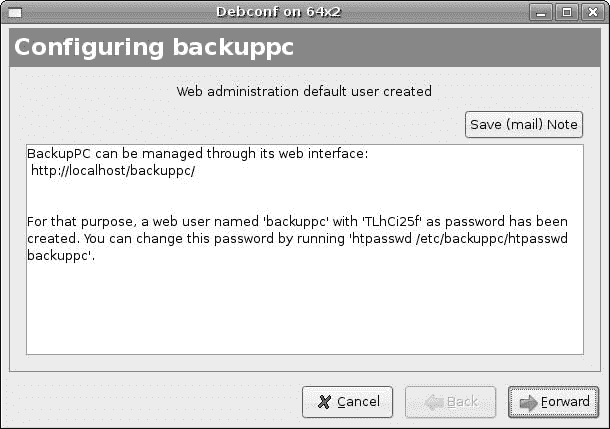 Debconf on 64x2
Configuring backuppc
Web administration default user created
Save (mail) Note
BackupPC can be managed through its web interface:
http://localhost/backuppc/
For that purpose, a web user named 'backuppc' with 'TLhCi25f' as password has been
created. You can change this password by running 'htpasswd /etc/backuppc/htpasswd
backuppc'.
Cancel
Back
Forward